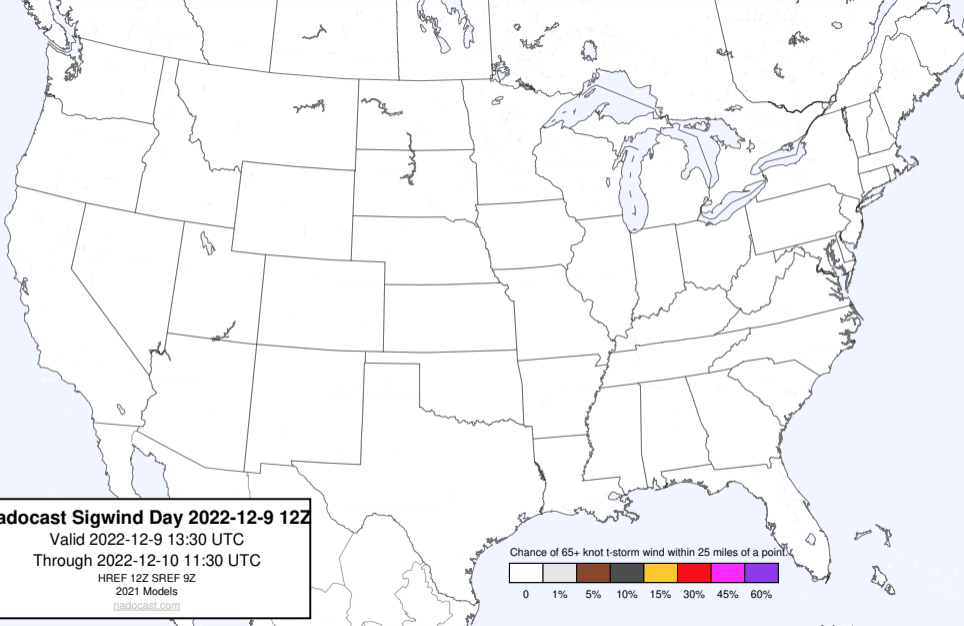 adocast Sigwind Day 2022-12-9 12Z
Valid 2022-12-9 13:30 UTC
Through 2022-12-10 11:30 UTC
HREF 12Z SREF 9Z
2021 Models
nadocast.com
Chance of 65+ knot t-storm wind within 25 miles of a point.
0 1% 5% 10% 15% 30% 45% 60%